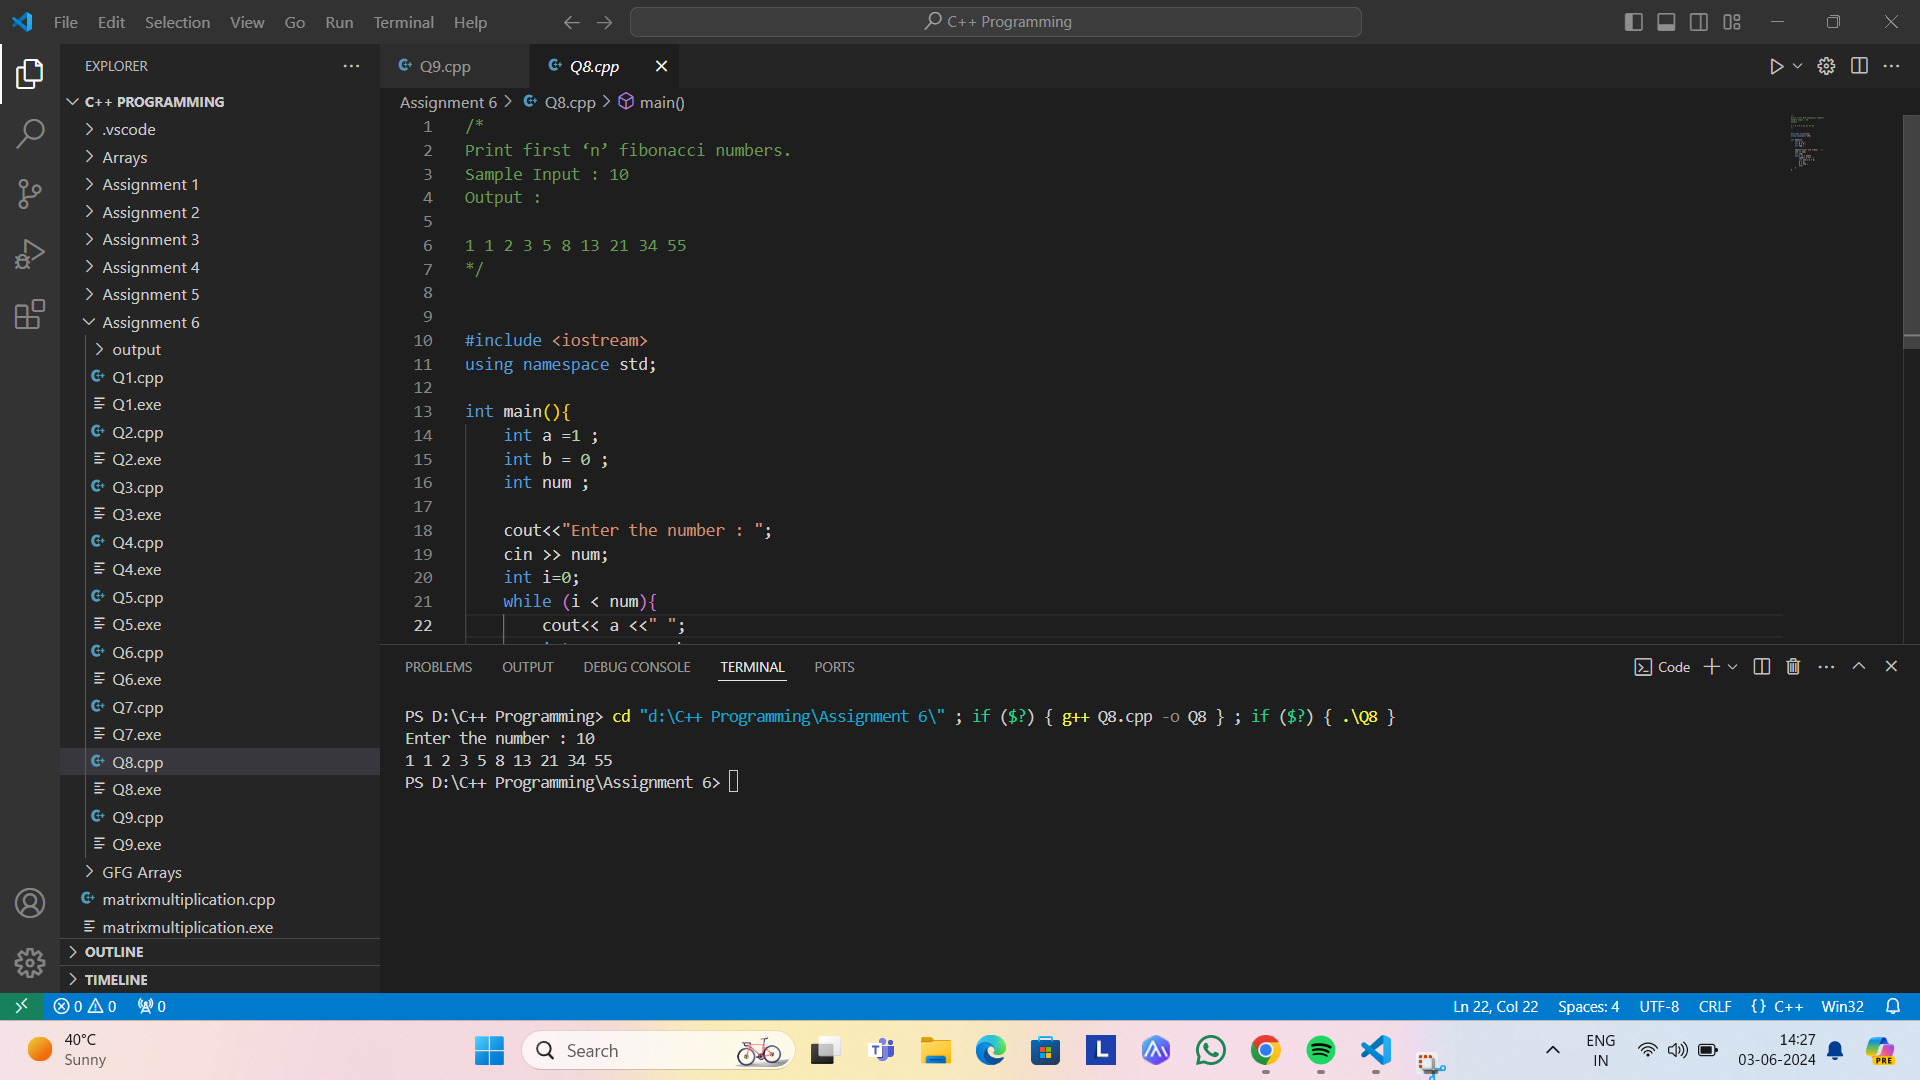 File Edit Selection View Go Run Terminal Help
C++ Programming
EXPLORER
C++ PROGRAMMING
.vscode
Arrays
Assignment 1
Assignment 2
Assignment 3
Assignment 4
Assignment 5
Assignment 6
output
Q1.cpp
Q1.exe
Q2.cpp
Q2.exe
Q3.cpp
Q3.exe
Q4.cpp
Q4.exe
Q5.cpp
Q5.exe
Q6.cpp
Q6.exe
Q7.cpp
Q7.exe
Q8.cpp
Q8.exe
Q9.cpp
Q9.exe
GFG Arrays
matrixmultiplication.cpp
matrixmultiplication.exe
OUTLINE
TIMELINE
Q9.cpp Q8.cpp
Assignment 6 > Q8.cpp > main()
1 /*
2 Print first ‘n’ fibonacci numbers.
3 Sample Input : 10
4 Output :
5
6 1 1 2 3 5 8 13 21 34 55
7 */
8
9
10 #include <iostream>
11 using namespace std;
12
13 int main(){
14 int a =1 ;
15 int b = 0 ;
16 int num ;
17
18 cout<<"Enter the number : ";
19 cin >> num;
20 int i=0;
21 while (i < num){
22 cout<< a <<" ";
PROBLEMS OUTPUT DEBUG CONSOLE TERMINAL PORTS
Code
PS D:\C++ Programming> cd "d:\C++ Programming\Assignment 6\" ; if ($?) { g++ Q8.cpp -o Q8 } ; if ($?) { .\Q8 }
Enter the number : 10
1 1 2 3 5 8 13 21 34 55
PS D:\C++ Programming\Assignment 6>
0 0 0
Ln 22, Col 22 Spaces: 4 UTF-8 CRLF {} C++ Win32
40°C
Sunny
Search
L
PRE
ENG
IN
14:27
03-06-2024